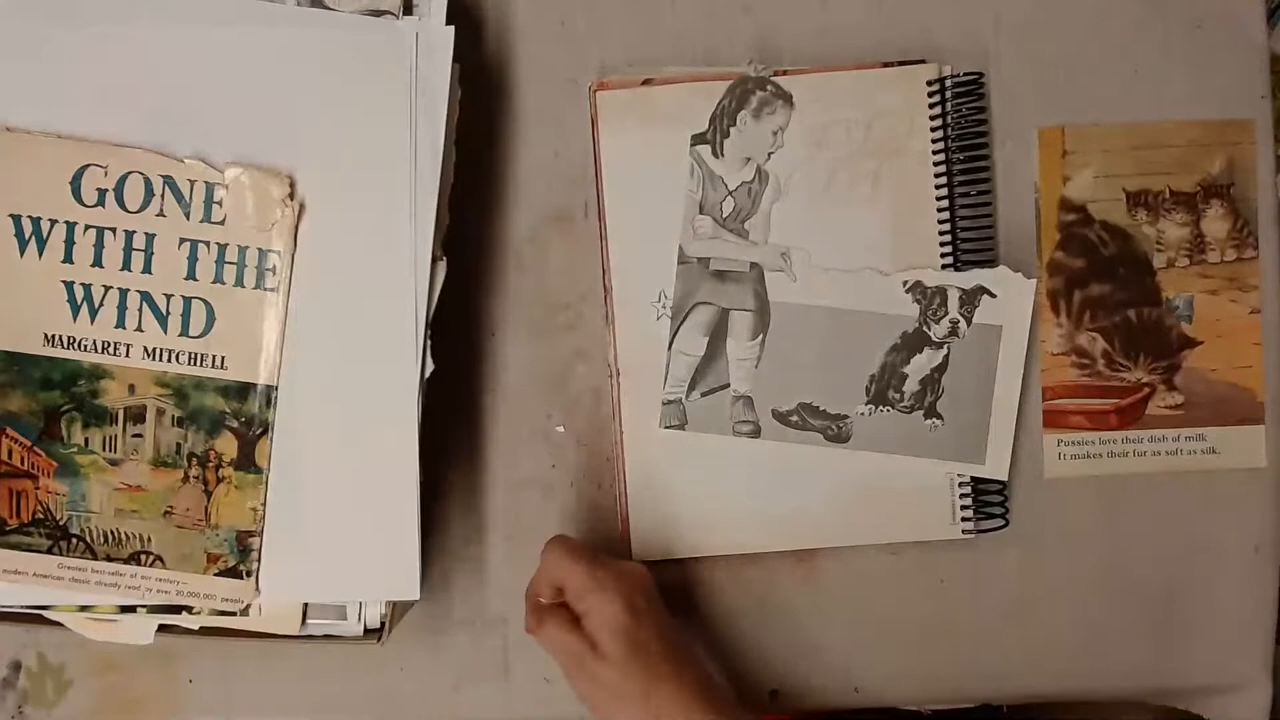 GONE
WITH THE
WIND
MARGARET MITCHELL
Greatest best-seller of our century—
modern American classic already read by over 20,000,000 people
17
Pussies love their dish of milk
It makes their fur as soft as silk.